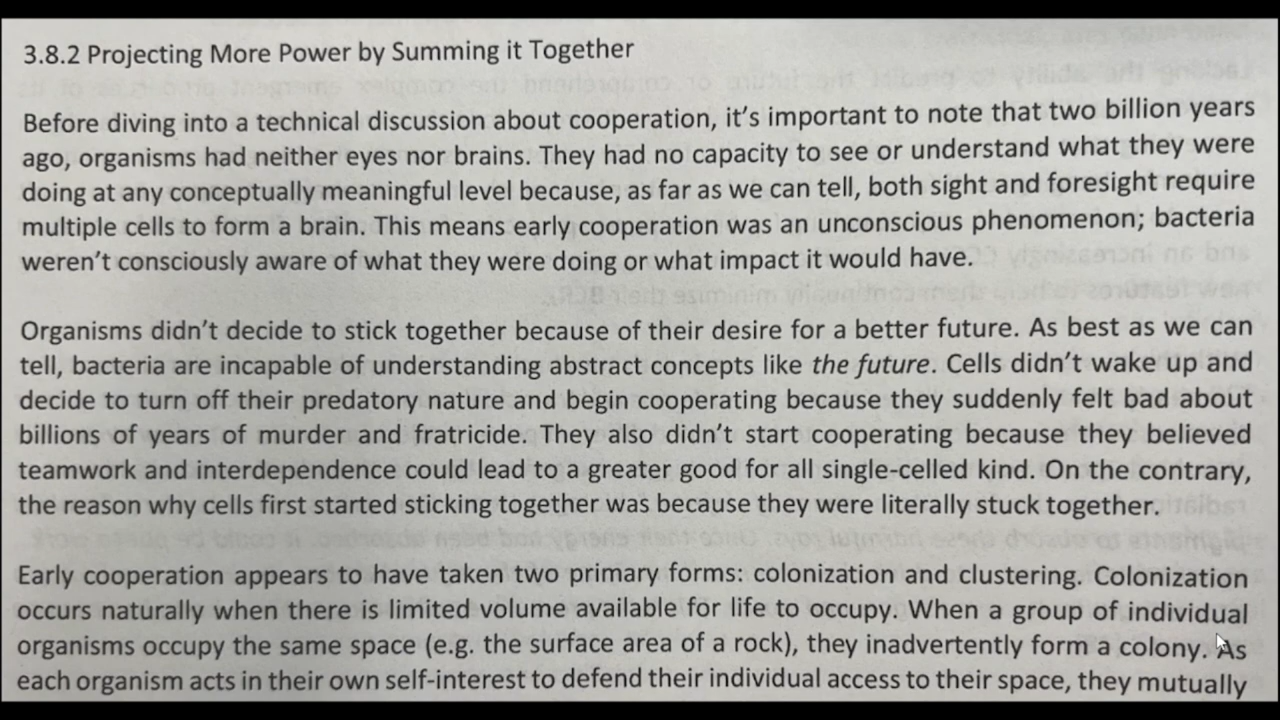 3.8.2 Projecting More Power by Summing it Together
Before diving into a technical discussion about cooperation, it's important to note that two billion years
ago, organisms had neither eyes nor brains. They had no capacity to see or understand what they were
doing at any conceptually meaningful level because, as far as we can tell, both sight and foresight require
multiple cells to form a brain. This means early cooperation was an unconscious phenomenon; bacteria
weren't consciously aware of what they were doing or what impact it would have.
Organisms didn't decide to stick together because of their desire for a better future. As best as we can
tell, bacteria are incapable of understanding abstract concepts like the future. Cells didn't wake up and
decide to turn off their predatory nature and begin cooperating because they suddenly felt bad about
billions of years of murder and fratricide. They also didn't start cooperating because they believed
teamwork and interdependence could lead to a greater good for all single-celled kind. On the contrary,
the reason why cells first started sticking together was because they were literally stuck together.
Early cooperation appears to have taken two primary forms: colonization and clustering. Colonization
occurs naturally when there is limited volume available for life to occupy. When a group of individual
organisms occupy the same space (e.g. the surface area of a rock), they inadvertently form a colony. As
each organism acts in their own self-interest to defend their individual access to their space, they mutually